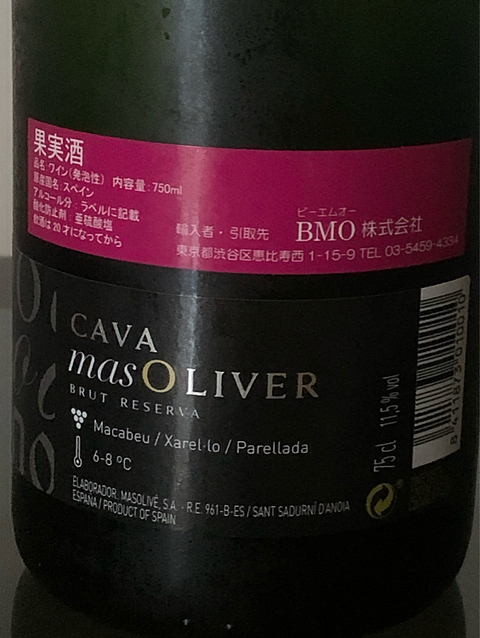 果実酒
品名:ワイン(発泡性) 内容量:750ml
原産国名:スペイン
アルコール分:ラベルに記載
酸化防止剤:亜硫酸塩
飲酒は20才になってから
輸入者・引取先
ビーエムオー
BMO 株式会社
東京都渋谷区恵比寿西1-15-9 TEL 03-5459-4334
CAVA
masOLIVER
BRUT RESERVA
Macabeu / Xarel·lo / Parellada
6-8 ºC
ELABORADOR: MASOLIVÉ, S.A. - R.E. 961-B-ES / SANT SADURNÍ D'ANOIA
ESPAÑA / PRODUCT OF SPAIN
75 cl 11,5% vol
8 411873 010010